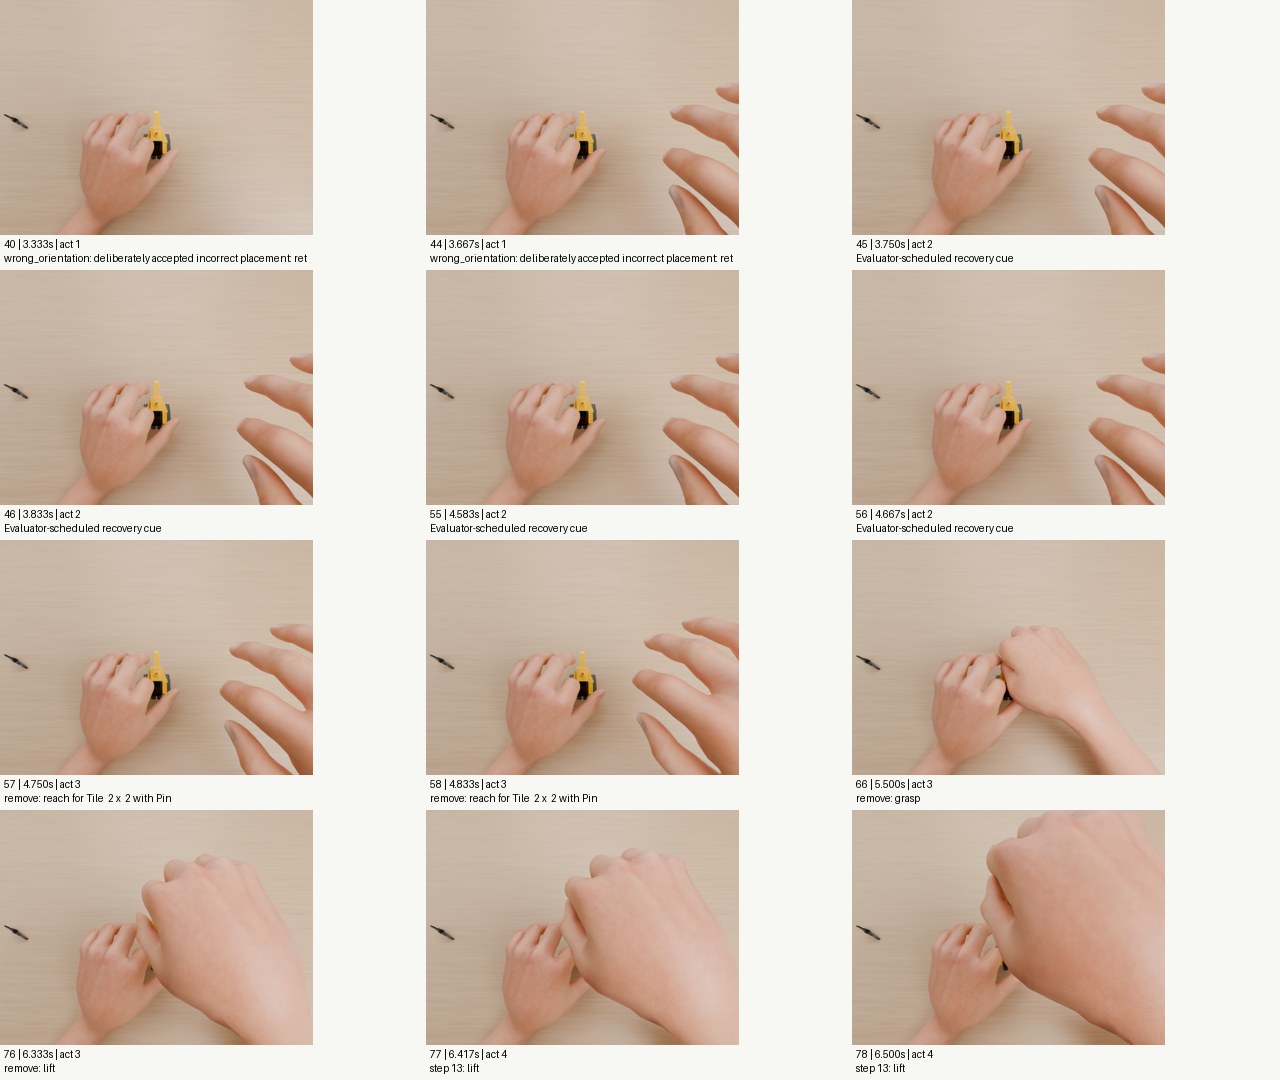 40 | 3.333s | act 1
wrong_orientation: deliberately accepted incorrect placement: ret
44 | 3.667s | act 1
wrong_orientation: deliberately accepted incorrect placement: ret
45 | 3.750s | act 2
Evaluator-scheduled recovery cue
46 | 3.833s | act 2
Evaluator-scheduled recovery cue
55 | 4.583s | act 2
Evaluator-scheduled recovery cue
56 | 4.667s | act 2
Evaluator-scheduled recovery cue
57 | 4.750s | act 3
remove: reach for Tile 2 x 2 with Pin
58 | 4.833s | act 3
remove: reach for Tile 2 x 2 with Pin
66 | 5.500s | act 3
remove: grasp
76 | 6.333s | act 3
remove: lift
77 | 6.417s | act 4
step 13: lift
78 | 6.500s | act 4
step 13: lift